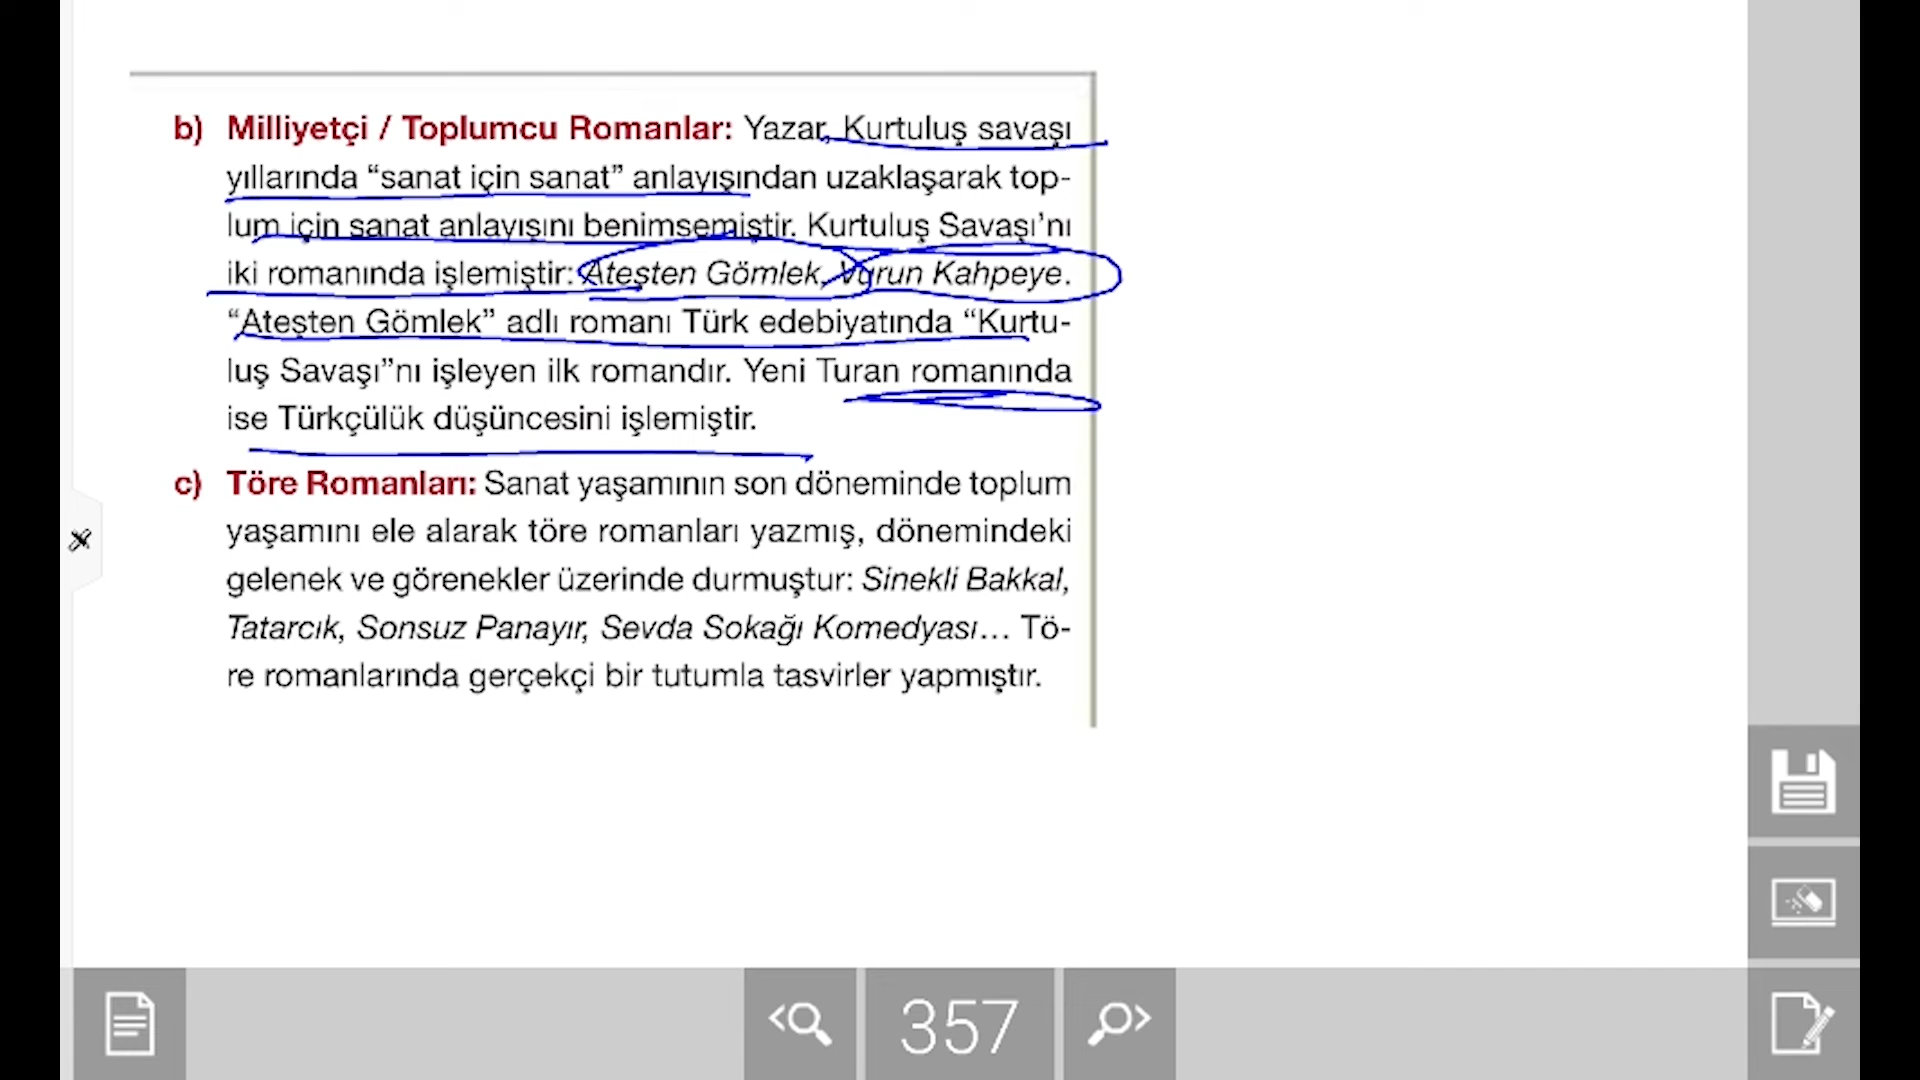 b) Milliyetçi / Toplumcu Romanlar: Yazar, Kurtuluş savaşı
yıllarında “sanat için sanat” anlayışından uzaklaşarak top-
lum için sanat anlayışını benimsemiştir. Kurtuluş Savaşı’nı
iki romanında işlemiştir: Ateşten Gömlek, Vurun Kahpeye.
“Ateşten Gömlek” adlı romanı Türk edebiyatında “Kurtu-
luş Savaşı”nı işleyen ilk romandır. Yeni Turan romanında
ise Türkçülük düşüncesini işlemiştir.
c) Töre Romanları: Sanat yaşamının son döneminde toplum
yaşamını ele alarak töre romanları yazmış, dönemindeki
gelenek ve görenekler üzerinde durmuştur: Sinekli Bakkal,
Tatarcık, Sonsuz Panayır, Sevda Sokağı Komedyası... Tö-
re romanlarında gerçekçi bir tutumla tasvirler yapmıştır.
357